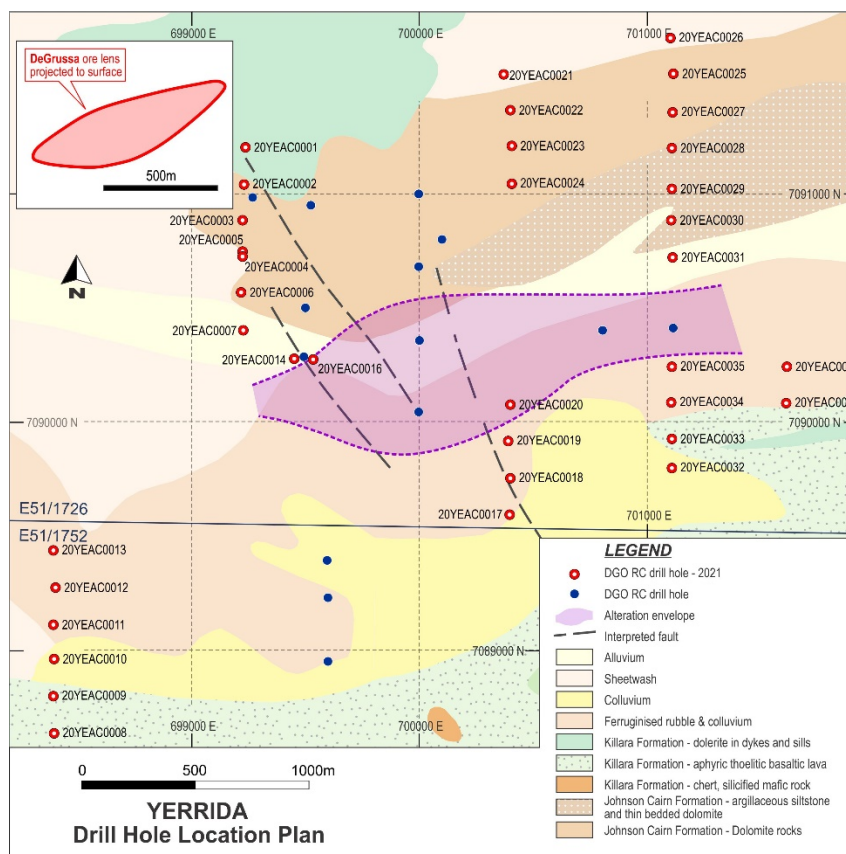 699000 E
700000 E
701000 E
DeGrussa ore lens
projected to surface
500m
20YEAC0001
20YEAC0002
20YEAC0003
20YEAC0005
20YEAC0004
20YEAC0006
20YEAC0007
20YEAC0014
20YEAC0016
20YEAC0021
20YEAC0022
20YEAC0023
20YEAC0024
20YEAC0026
20YEAC0025
20YEAC0027
20YEAC0028
20YEAC0029
7091000 N
20YEAC0030
20YEAC0031
N
20YEAC0035
20YEAC00
20YEAC0034
20YEAC00
20YEAC0033
20YEAC0032
20YEAC0020
20YEAC0019
20YEAC0018
20YEAC0017
7090000 N
7090000 N
E51/1726
E51/1752
701000 E
20YEAC0013
20YEAC0012
20YEAC0011
20YEAC0010
20YEAC0009
20YEAC0008
7089000 N
699000 E
700000 E
0
500
1000m
YERRIDA
Drill Hole Location Plan
LEGEND
DGO RC drill hole - 2021
DGO RC drill hole
Alteration envelope
Interpreted fault
Alluvium
Sheetwash
Colluvium
Ferruginised rubble & colluvium
Killara Formation - dolerite in dykes and sills
Killara Formation - aphyric thoelitic basaltic lava
Killara Formation - chert, silicified mafic rock
Johnson Cairn Formation - argillaceous siltstone
and thin bedded dolomite
Johnson Cairn Formation - Dolomite rocks